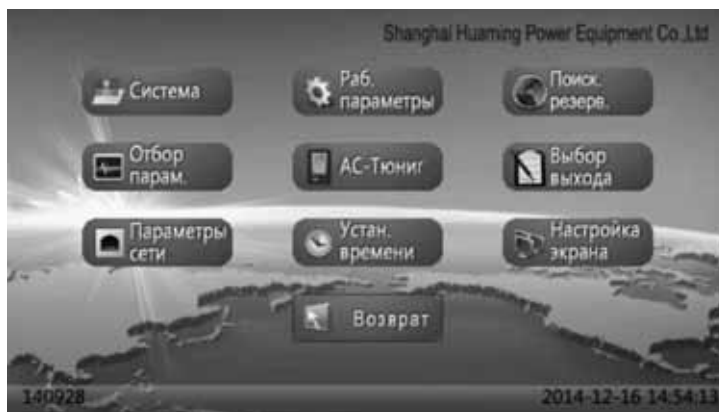 Shanghai Huaming Power Equipment Co.,Ltd
Система
Раб.
параметры
Поиск.
резерв.
Отбор
парам.
АС-Тюниг
Выбор
выхода
Параметры
сети
Устан.
времени
Настройка
экрана
Возврат
140928
2014-12-16 14:54:13